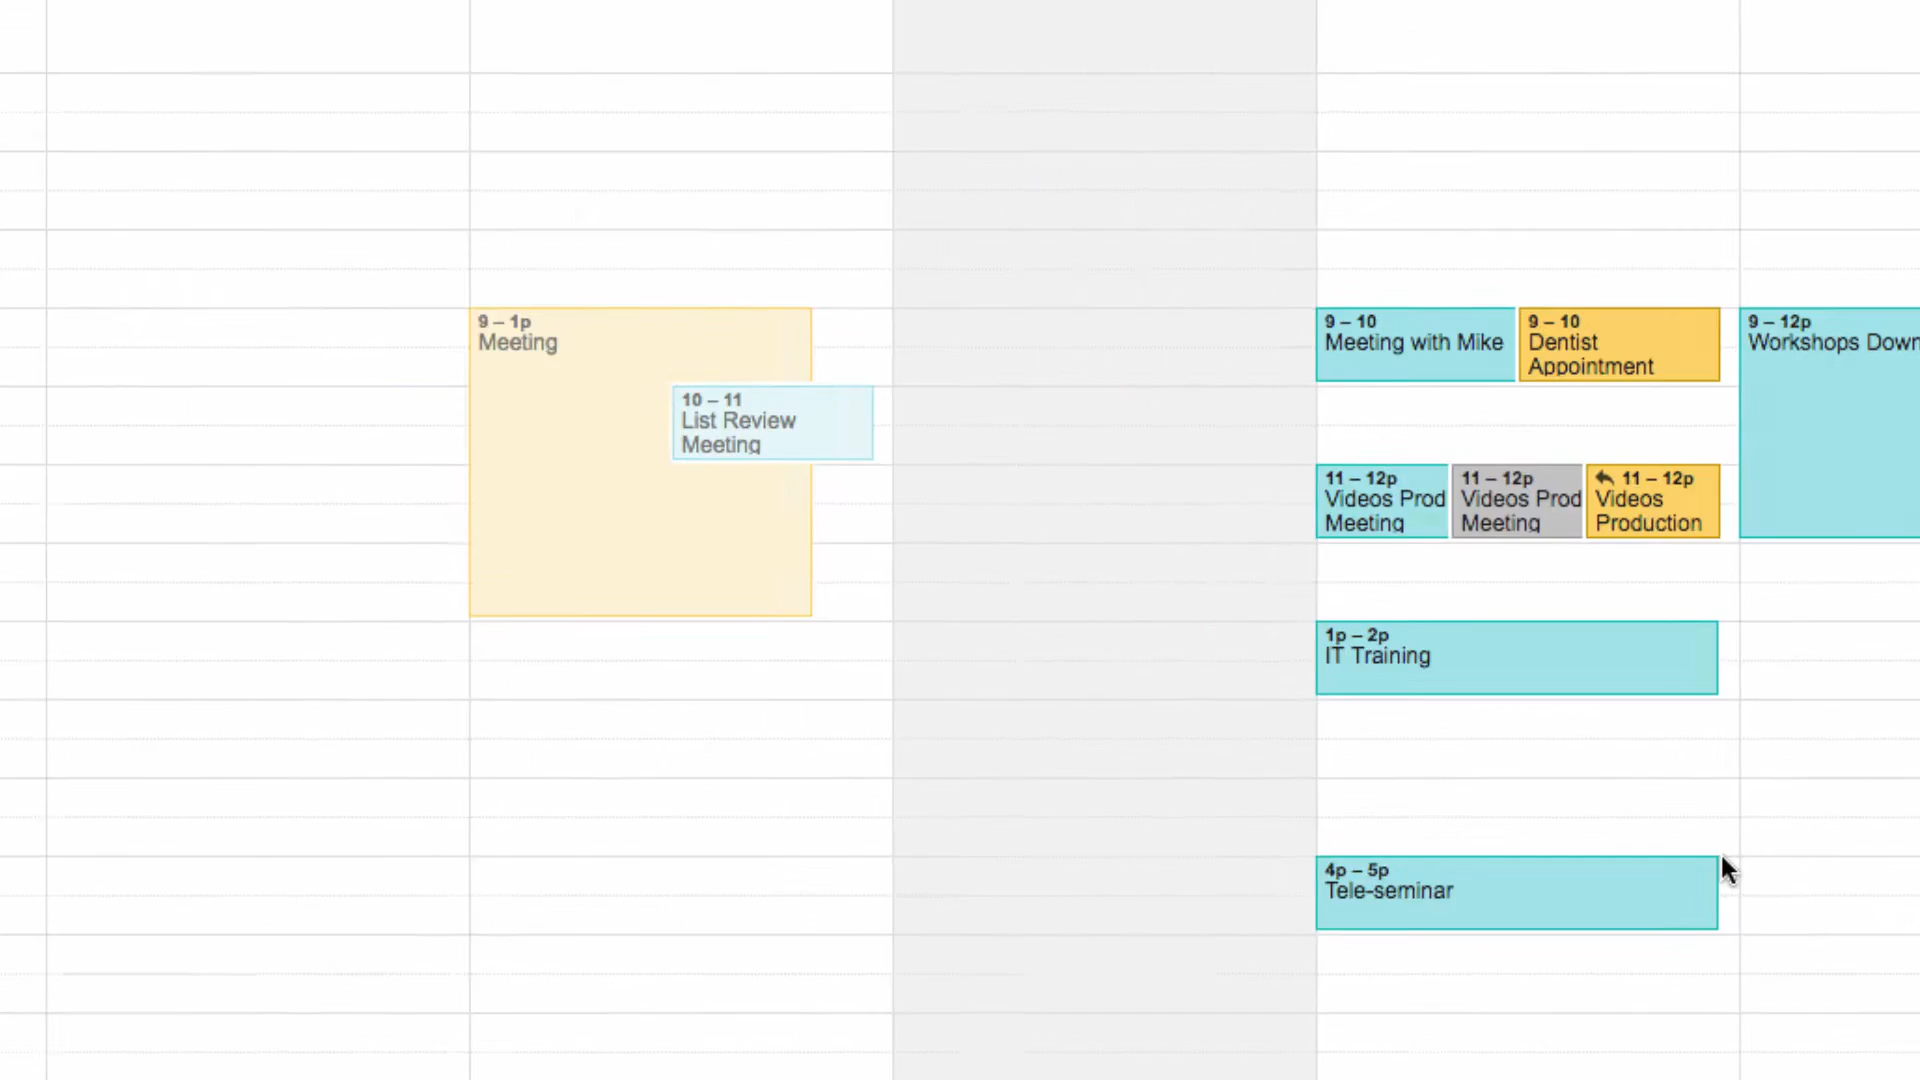 9 – 1p
Meeting
10 – 11
List Review
Meeting
9 – 10
Meeting with Mike
9 – 10
Dentist
Appointment
11 – 12p
Videos Prod
Meeting
11 – 12p
Videos Prod
Meeting
11 – 12p
Videos
Production
1p – 2p
IT Training
4p – 5p
Tele-seminar
9 – 12p
Workshops Down